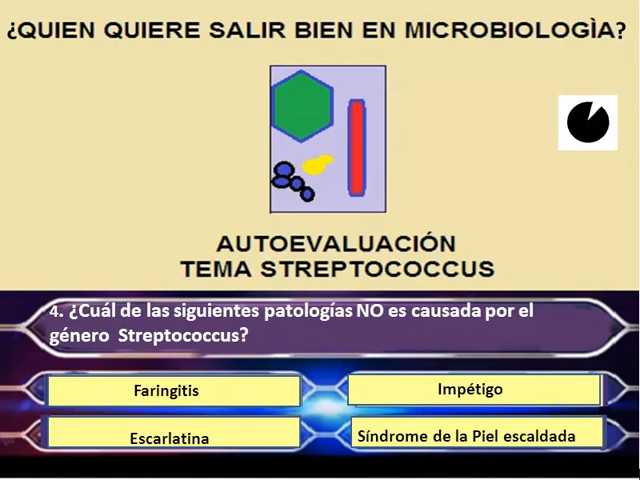 ¿QUIEN QUIERE SALIR BIEN EN MICROBIOLOGÌA?
AUTOEVALUACIÓN
TEMA STREPTOCOCCUS
4. ¿Cuál de las siguientes patologías NO es causada por el
género Streptococcus?
Faringitis
Impétigo
Escarlatina
Síndrome de la Piel escaldada